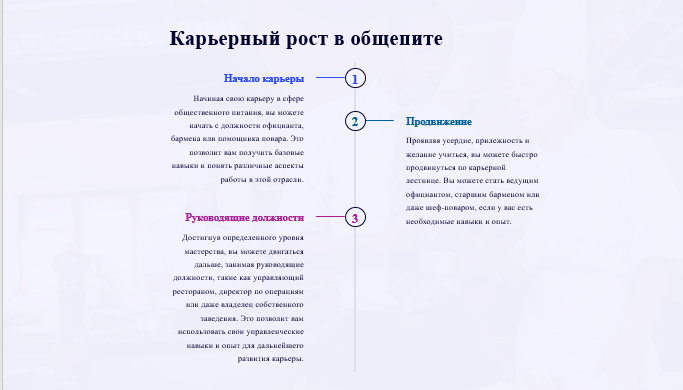 Карьерный рост в общепите
Начало карьеры
1
Начиная свою карьеру в сфере
общественного питания, вы можете
начать с должности официанта,
бармена или помощника повара. Это
позволит вам получить базовые
навыки и понять различные аспекты
работы в этой отрасли.
2
Продвижение
Проявляя усердие, прилежность и
желание учиться, вы можете быстро
продвинуться по карьерной
лестнице. Вы можете стать ведущим
официантом, старшим барменом или
даже шеф-поваром, если у вас есть
необходимые навыки и опыт.
Руководящие должности
3
Достигнув определенного уровня
мастерства, вы можете двигаться
дальше, занимая руководящие
должности, такие как управляющий
рестораном, директор по операциям
или даже владелец собственного
заведения. Это позволит вам
использовать свои управленческие
навыки и опыт для дальнейшего
развития карьеры.